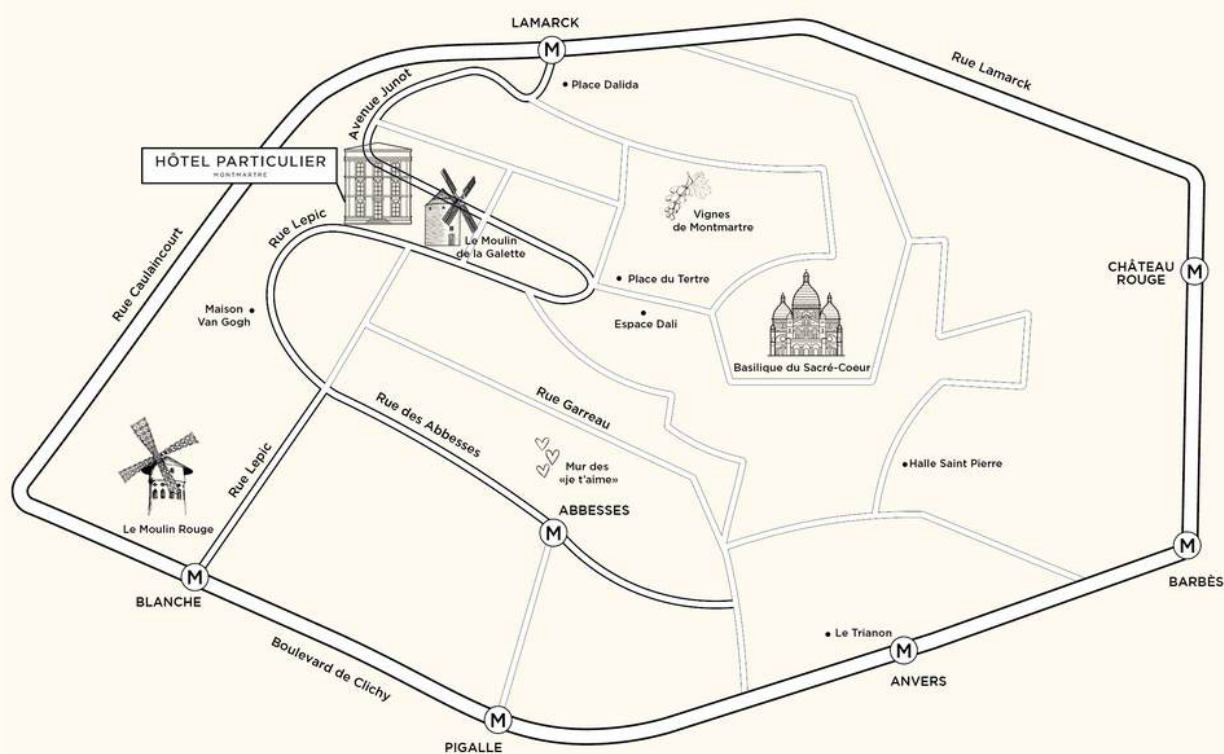 LAMARCK
M
Rue Lamarck
Avenue Junot
Place Dalida
HÔTEL PARTICULIER
MONTMARTRE
Vignes
de Montmartre
Rue Lepic
Le Moulin
de la Galette
Rue Caulaincourt
Place du Tertre
CHÂTEAU
ROUGE
M
Maison
Van Gogh
Espace Dali
Basilique du Sacré-Coeur
Rue Garreau
Rue des Abbesses
Rue Lepic
Mur des
«je t'aime»
Halle Saint Pierre
Le Moulin Rouge
ABBESSES
M
M
BLANCHE
M
BARBÈS
Le Trianon
M
ANVERS
Boulevard de Clichy
M
PIGALLE